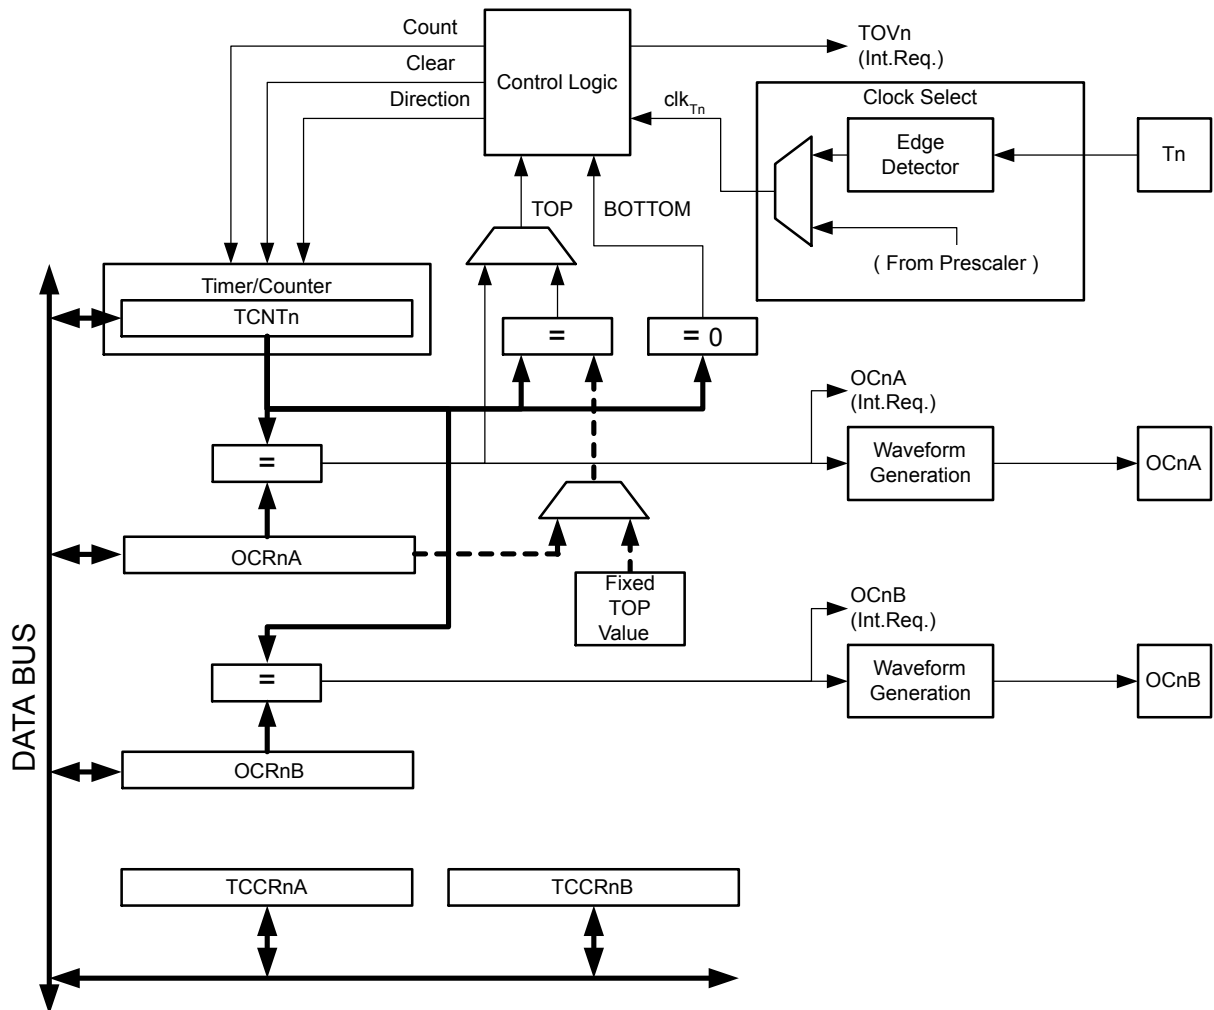 Count
Clear
Direction
Control Logic
TOVn
(Int.Req.)
clkTn
Clock Select
Edge
Detector
Tn
( From Prescaler )
TOP
BOTTOM
Timer/Counter
TCNTn
=
= 0
OCnA
(Int.Req.)
=
Waveform
Generation
OCnA
OCRnA
Fixed
TOP
Value
OCnB
(Int.Req.)
=
Waveform
Generation
OCnB
OCRnB
DATA BUS
TCCRnA
TCCRnB